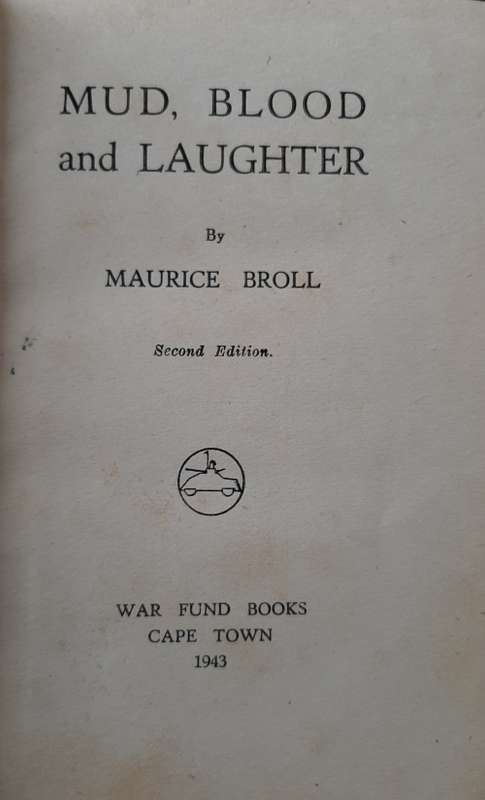 MUD, BLOOD
and LAUGHTER
By
MAURICE BROLL
Second Edition.
WAR FUND BOOKS
CAPE TOWN
1943